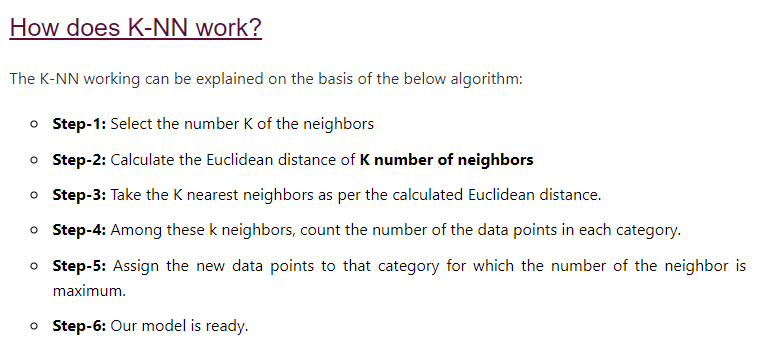 How does K-NN work?
The K-NN working can be explained on the basis of the below algorithm:
Step-1: Select the number K of the neighbors
Step-2: Calculate the Euclidean distance of K number of neighbors
Step-3: Take the K nearest neighbors as per the calculated Euclidean distance.
Step-4: Among these k neighbors, count the number of the data points in each category.
Step-5: Assign the new data points to that category for which the number of the neighbor is
maximum.
Step-6: Our model is ready.